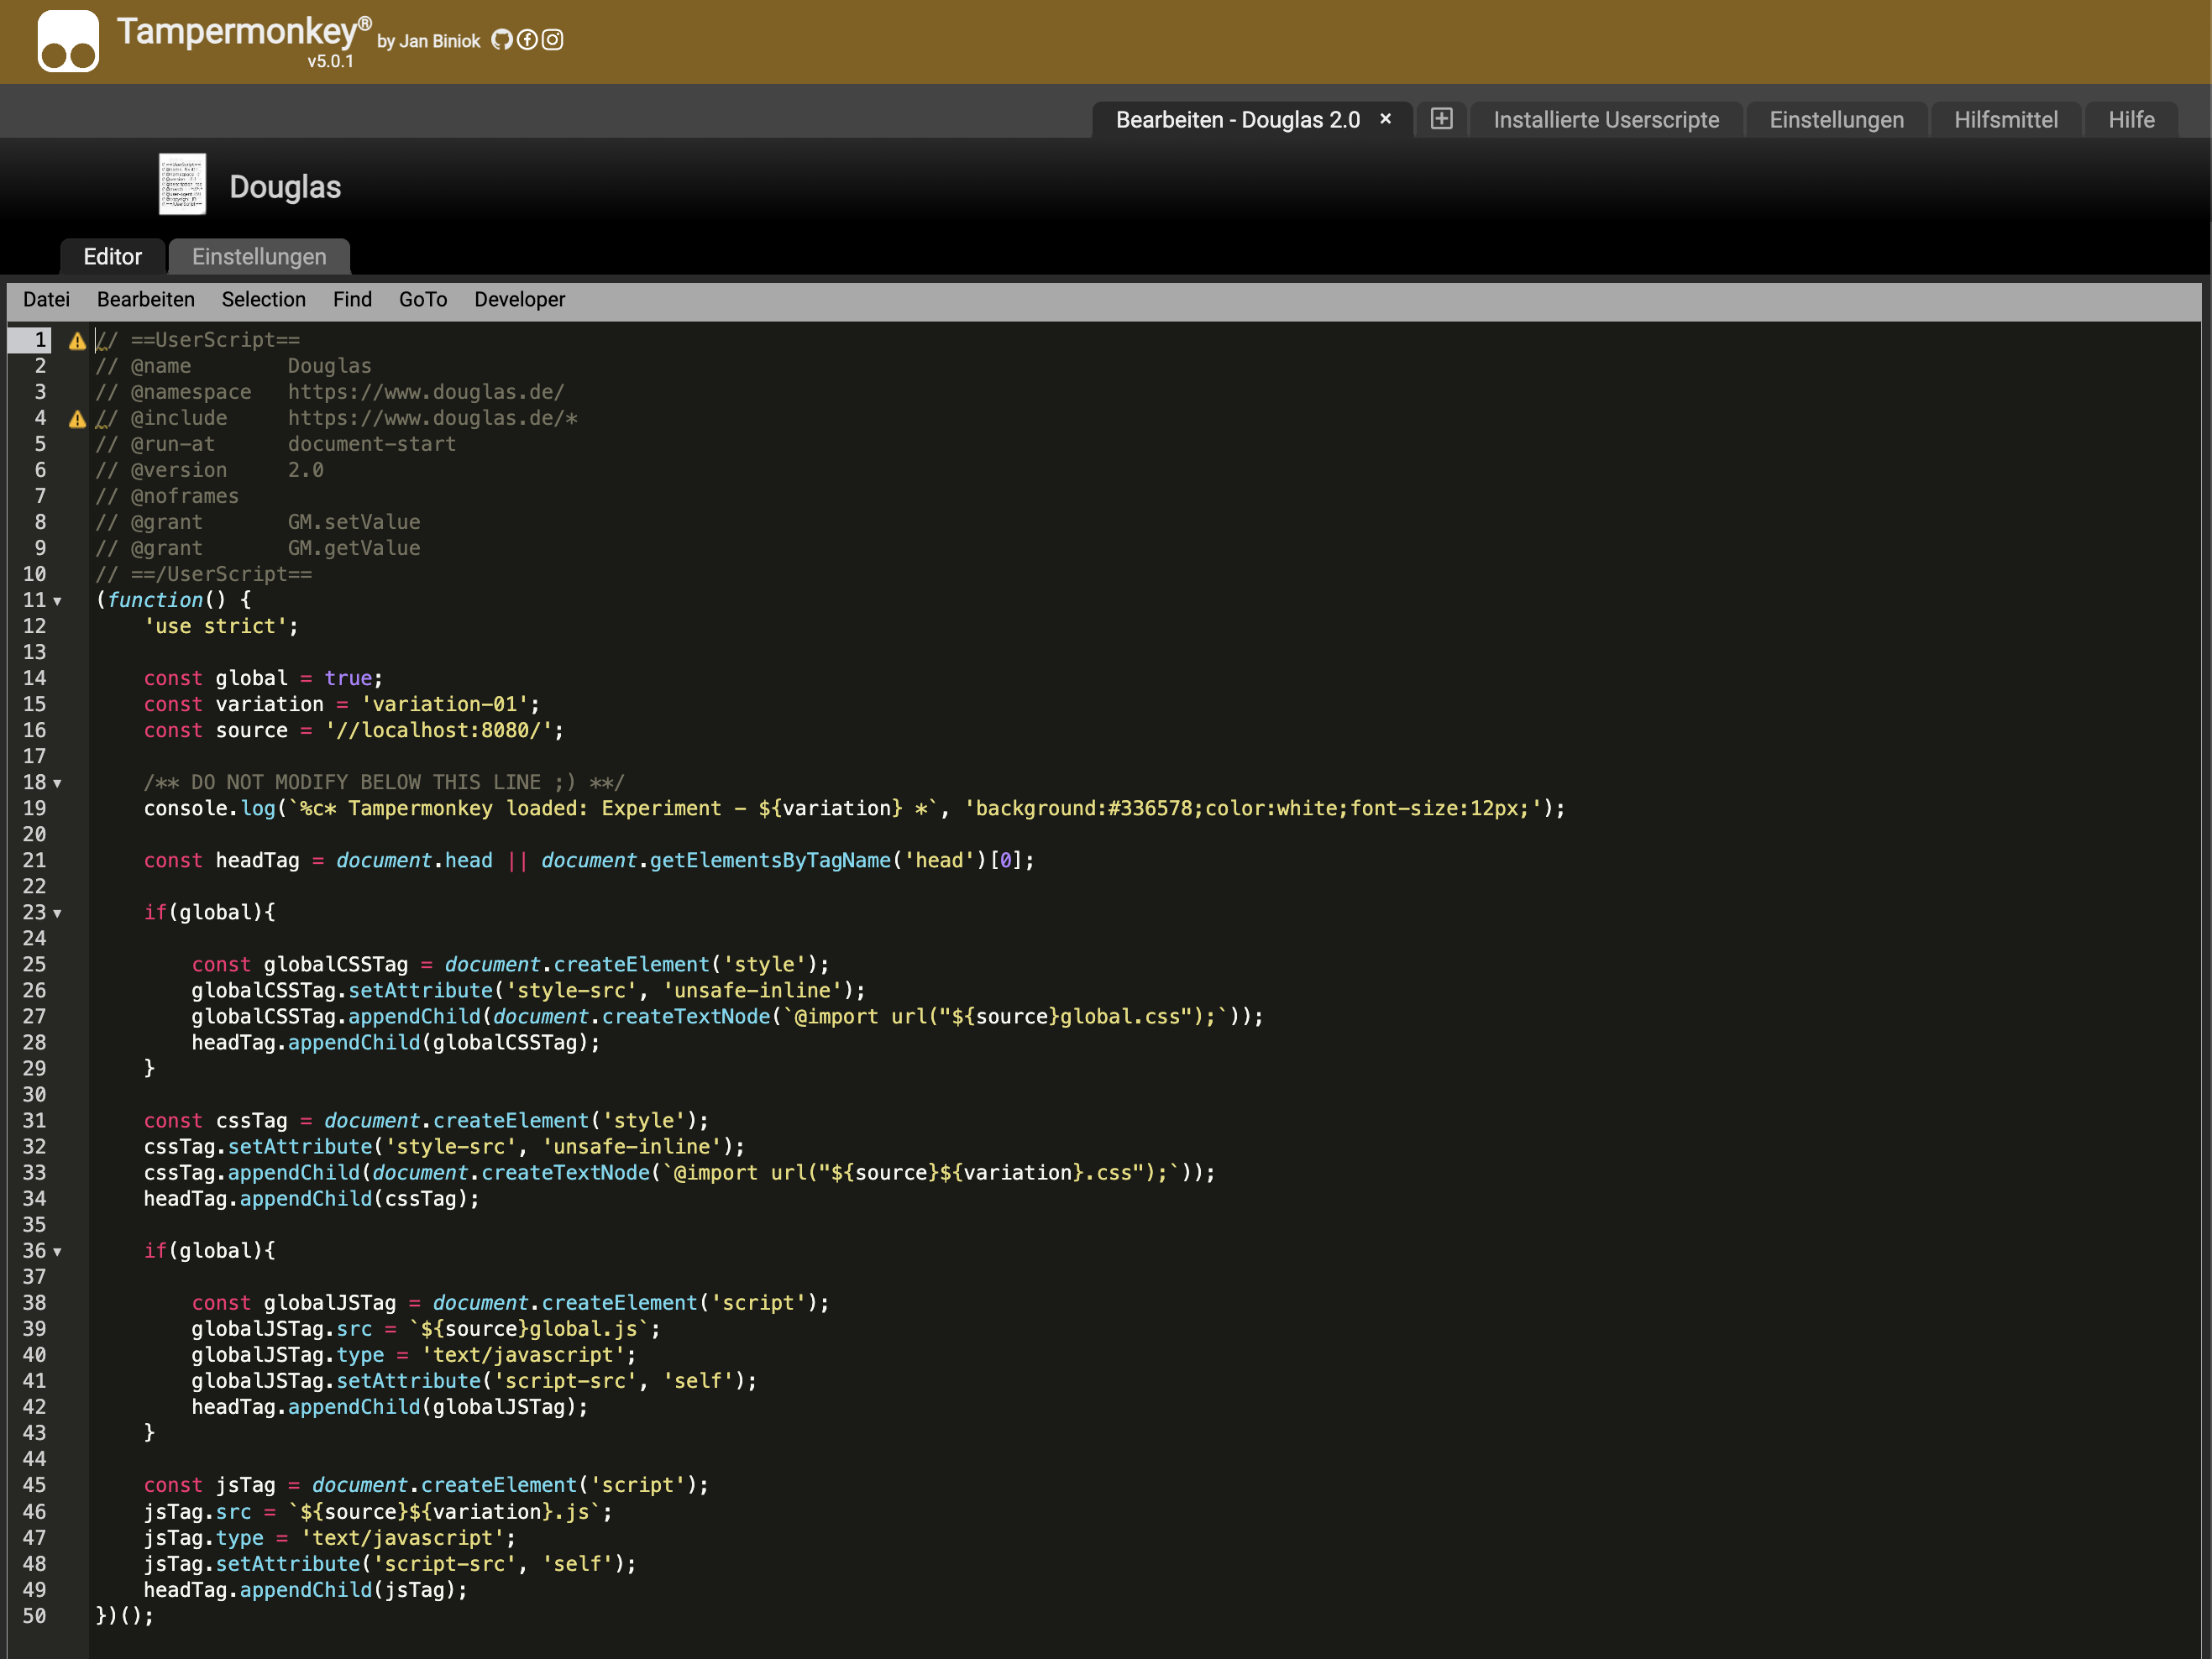 Tampermonkey® by Jan Biniok
v5.0.1
Bearbeiten - Douglas 2.0 × Installierte Userscripte Einstellungen Hilfsmittel Hilfe
Douglas
Editor Einstellungen
Datei Bearbeiten Selection Find GoTo Developer
1 // ==UserScript==
2 // @name        Douglas
3 // @namespace   https://www.douglas.de/
4 // @include     https://www.douglas.de/*
5 // @run-at      document-start
6 // @version     2.0
7 // @noframes
8 // @grant       GM.setValue
9 // @grant       GM.getValue
10 // ==/UserScript==
11 (function() {
12     'use strict';
13
14     const global = true;
15     const variation = 'variation-01';
16     const source = '//localhost:8080/';
17
18     /** DO NOT MODIFY BELOW THIS LINE ;) **/
19     console.log(`%c* Tampermonkey loaded: Experiment - ${variation} *`, 'background:#336578;color:white;font-size:12px;');
20
21     const headTag = document.head || document.getElementsByTagName('head')[0];
22
23     if(global){
24
25         const globalCSSTag = document.createElement('style');
26         globalCSSTag.setAttribute('style-src', 'unsafe-inline');
27         globalCSSTag.appendChild(document.createTextNode(`@import url("${source}global.css");`));
28         headTag.appendChild(globalCSSTag);
29     }
30
31     const cssTag = document.createElement('style');
32     cssTag.setAttribute('style-src', 'unsafe-inline');
33     cssTag.appendChild(document.createTextNode(`@import url("${source}${variation}.css");`));
34     headTag.appendChild(cssTag);
35
36     if(global){
37
38         const globalJSTag = document.createElement('script');
39         globalJSTag.src = `${source}global.js`;
40         globalJSTag.type = 'text/javascript';
41         globalJSTag.setAttribute('script-src', 'self');
42         headTag.appendChild(globalJSTag);
43     }
44
45     const jsTag = document.createElement('script');
46     jsTag.src = `${source}${variation}.js`;
47     jsTag.type = 'text/javascript';
48     jsTag.setAttribute('script-src', 'self');
49     headTag.appendChild(jsTag);
50 })();